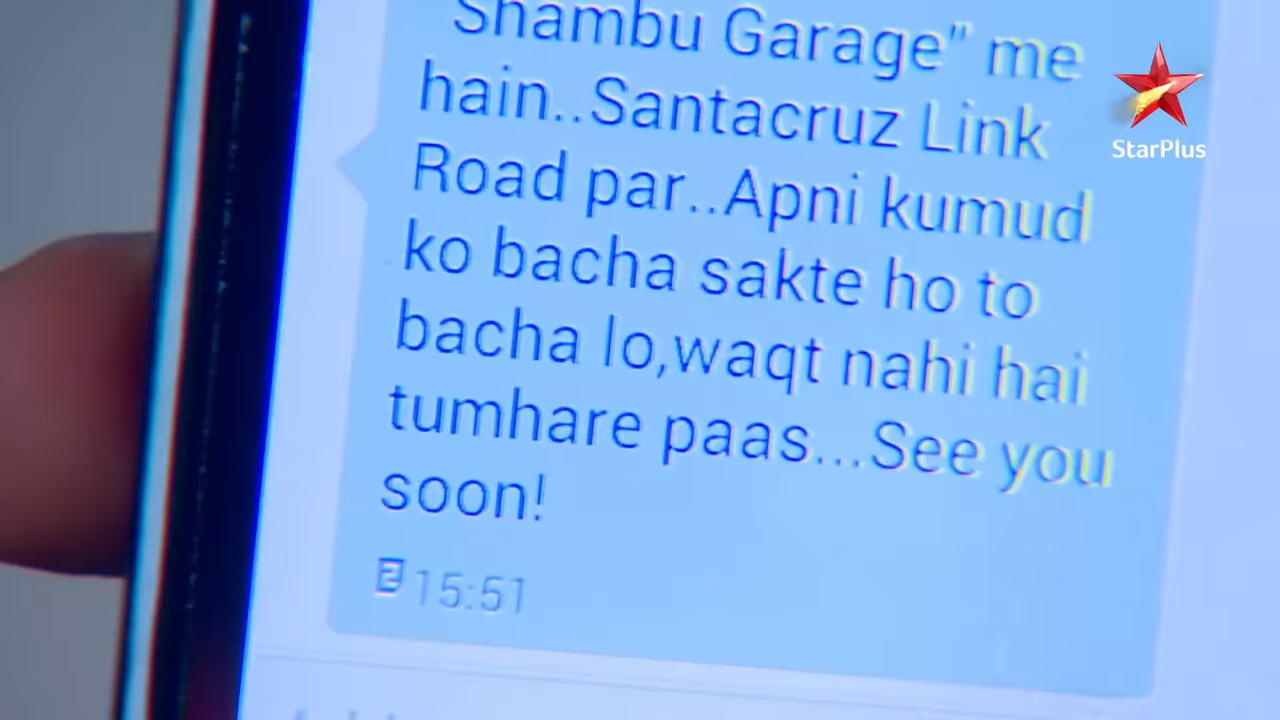 "Shambu Garage" me
hain..Santacruz Link
Road par..Apni kumud
ko bacha sakte ho to
bacha lo,waqt nahi hai
tumhare paas...See you
soon!
2 15:51
StarPlus